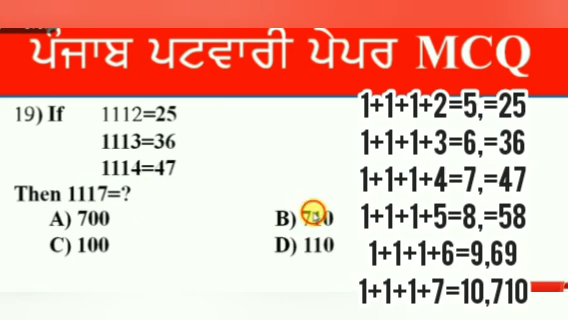 ਪੰਜਾਬ ਪਟਵਾਰੀ ਪੇਪਰ MCQ
19) If 1112=25
1113=36
1114=47
Then 1117=?
A) 700
B) 710
C) 100
D) 110
1+1+1+2=5,=25
1+1+1+3=6,=36
1+1+1+4=7,=47
1+1+1+5=8,=58
1+1+1+6=9,69
1+1+1+7=10,710